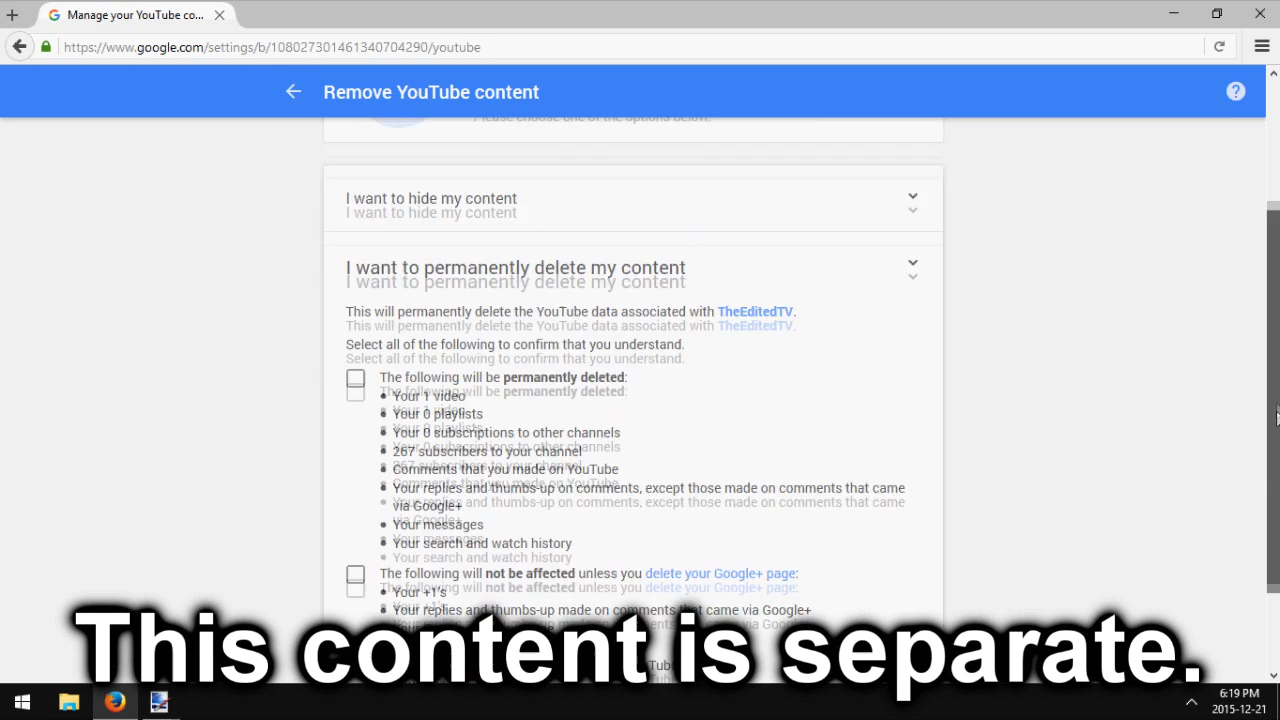 Manage your YouTube co...
https://www.google.com/settings/b/108027301461340704290/youtube
Remove YouTube content
Please choose one of the options below.
I want to hide my content
I want to permanently delete my content
This will permanently delete the YouTube data associated with TheEditedTV.
Select all of the following to confirm that you understand.
The following will be permanently deleted:
• Your 1 video
• Your 0 playlists
• Your 0 subscriptions to other channels
• 267 subscribers to your channel
• Comments that you made on YouTube
• Your replies and thumbs-up on comments, except those made on comments that came
via Google+
• Your messages
• Your search and watch history
The following will not be affected unless you delete your Google+ page:
• Your +1's
• Your replies and thumbs-up made on comments that came via Google+
This content is separate.
6:19 PM
2015-12-21